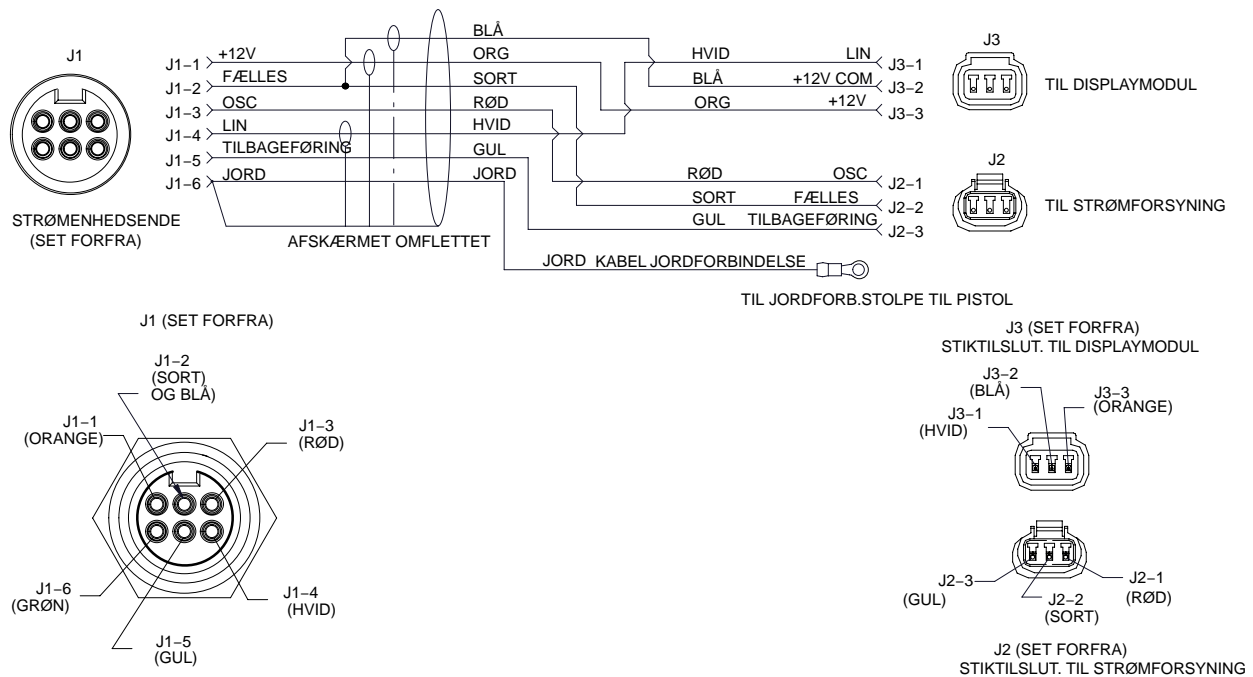 J1
STRØMENHEDSENDE
(SET FORFRA)
J1–1 +12V ORG
BLÅ
J1–2 FÆLLES SORT
J1–3 OSC RØD
J1–4 LIN HVID
J1–5 TILBAGEFØRING GUL
J1–6 JORD JORD
AFSKÆRMET OMFLETTET
HVID LIN J3–1
BLÅ +12V COM J3–2
ORG +12V J3–3
J3
TIL DISPLAYMODUL
RØD OSC J2–1
SORT FÆLLES J2–2
GUL TILBAGEFØRING J2–3
J2
TIL STRØMFORSYNING
JORD KABEL JORDFORBINDELSE
TIL JORDFORB.STOLPE TIL PISTOL
J1 (SET FORFRA)
J1–2
(SORT)
OG BLÅ)
J1–1
(ORANGE)
J1–3
(RØD)
J1–6
(GRØN)
J1–4
(HVID)
J1–5
(GUL)
J3 (SET FORFRA)
STIKTILSLUT. TIL DISPLAYMODUL
J3–2
(BLÅ)
J3–3
(ORANGE)
J3–1
(HVID)
J2–3
(GUL)
J2–2
(SORT)
J2–1
(RØD)
J2 (SET FORFRA)
STIKTILSLUT. TIL STRØMFORSYNING